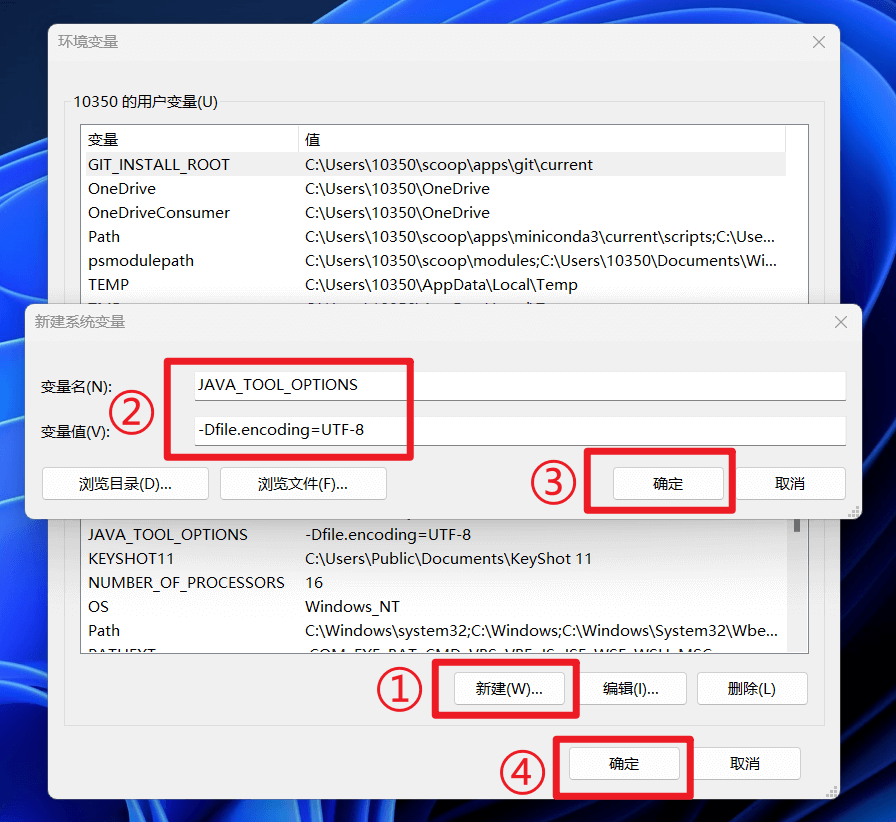 环境变量
10350 的用户变量(U)
变量 值
GIT_INSTALL_ROOT C:\Users\10350\scoop\apps\git\current
OneDrive C:\Users\10350\OneDrive
OneDriveConsumer C:\Users\10350\OneDrive
Path C:\Users\10350\scoop\apps\miniconda3\current\scripts;C:\Use...
psmodulepath C:\Users\10350\scoop\modules;C:\Users\10350\Documents\Wi...
TEMP C:\Users\10350\AppData\Local\Temp
新建系统变量
变量名(N): JAVA_TOOL_OPTIONS
②
变量值(V): -Dfile.encoding=UTF-8
浏览目录(D)... 浏览文件(F)... ③ 确定 取消
JAVA_TOOL_OPTIONS -Dfile.encoding=UTF-8
KEYSHOT11 C:\Users\Public\Documents\KeyShot 11
NUMBER_OF_PROCESSORS 16
OS Windows_NT
Path C:\Windows\system32;C:\Windows;C:\Windows\System32\Wbe...
① 新建(W)... 编辑(I)... 删除(L)
④ 确定 取消